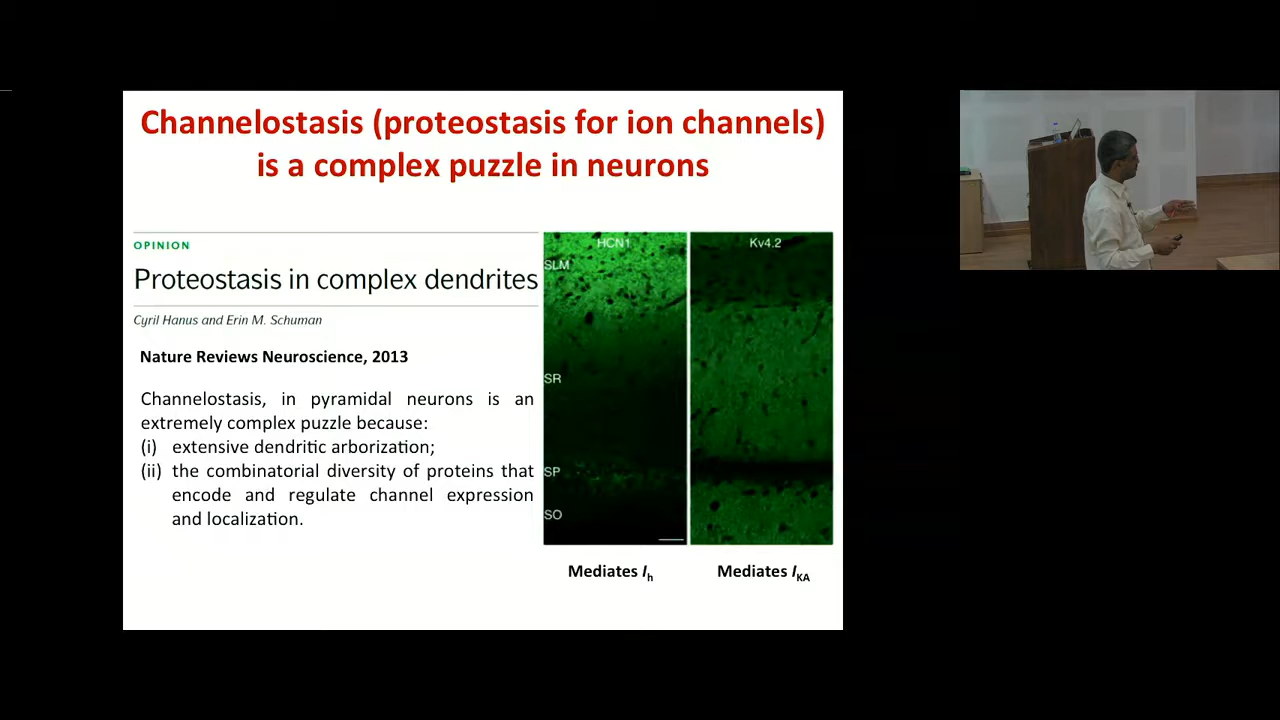 Channelostasis (proteostasis for ion channels)
is a complex puzzle in neurons
OPINION
Proteostasis in complex dendrites
Cyril Hanus and Erin M. Schuman
Nature Reviews Neuroscience, 2013
Channelostasis, in pyramidal neurons is an
extremely complex puzzle because:
(i) extensive dendritic arborization;
(ii) the combinatorial diversity of proteins that
encode and regulate channel expression
and localization.
HCN1
SLM
SR
SP
SO
Kv4.2
Mediates Ih
Mediates IKA